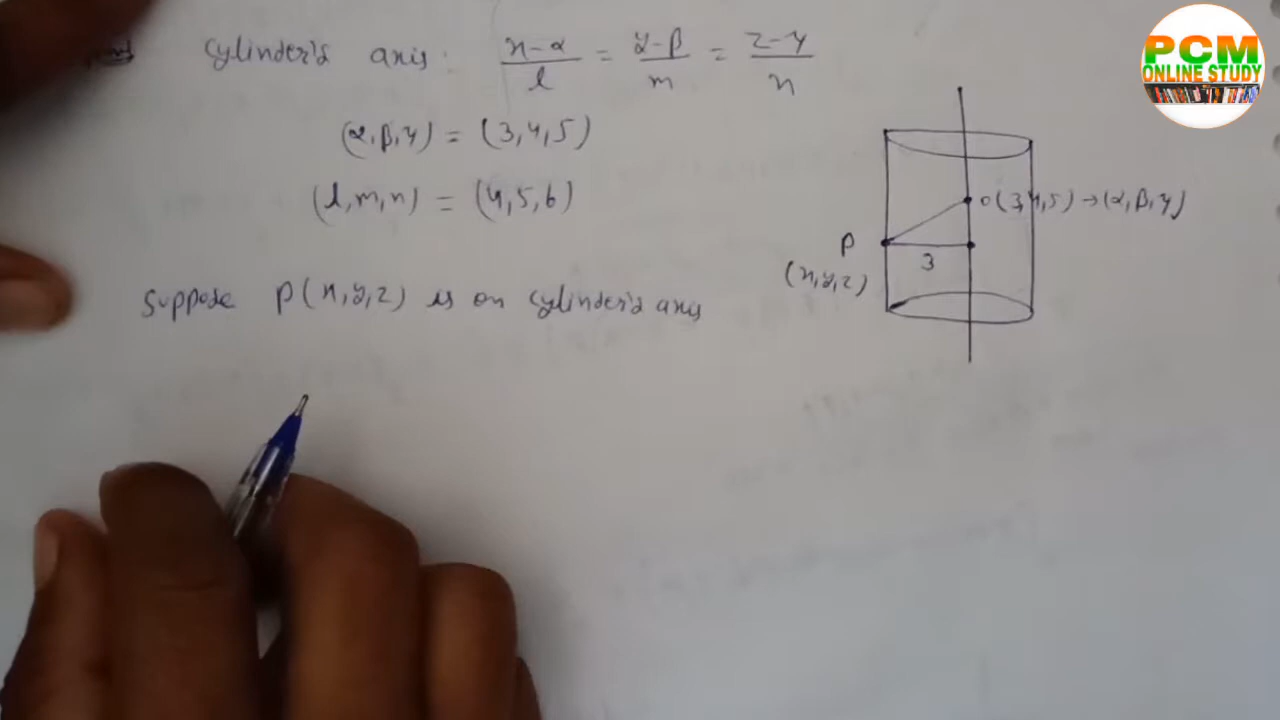 Cylinder's axis: x-α/l = y-β/m = z-γ/n
(α,β,γ) = (3,4,5)
(l,m,n) = (4,5,6)
Suppose P(x,y,z) is on cylinder's axis
O(3,4,5)→(α,β,γ)
P
3
(x,y,z)
PCM
ONLINE STUDY